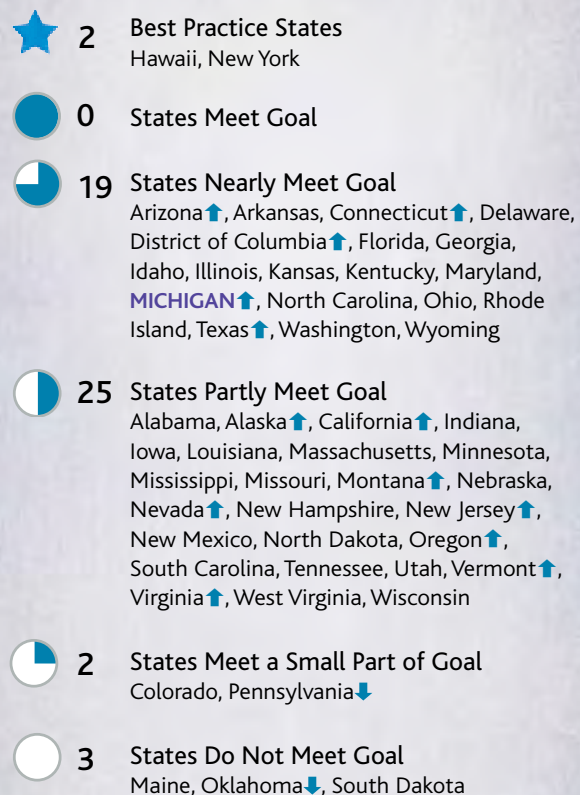 2 Best Practice States
Hawaii, New York
0 States Meet Goal
19 States Nearly Meet Goal
Arizona⬆, Arkansas, Connecticut⬆, Delaware,
District of Columbia⬆, Florida, Georgia,
Idaho, Illinois, Kansas, Kentucky, Maryland,
MICHIGAN⬆, North Carolina, Ohio, Rhode
Island, Texas⬆, Washington, Wyoming
25 States Partly Meet Goal
Alabama, Alaska⬆, California⬆, Indiana,
Iowa, Louisiana, Massachusetts, Minnesota,
Mississippi, Missouri, Montana⬆, Nebraska,
Nevada⬆, New Hampshire, New Jersey⬆,
New Mexico, North Dakota, Oregon⬆,
South Carolina, Tennessee, Utah, Vermont⬆,
Virginia⬆, West Virginia, Wisconsin
2 States Meet a Small Part of Goal
Colorado, Pennsylvania⬇
3 States Do Not Meet Goal
Maine, Oklahoma⬇, South Dakota